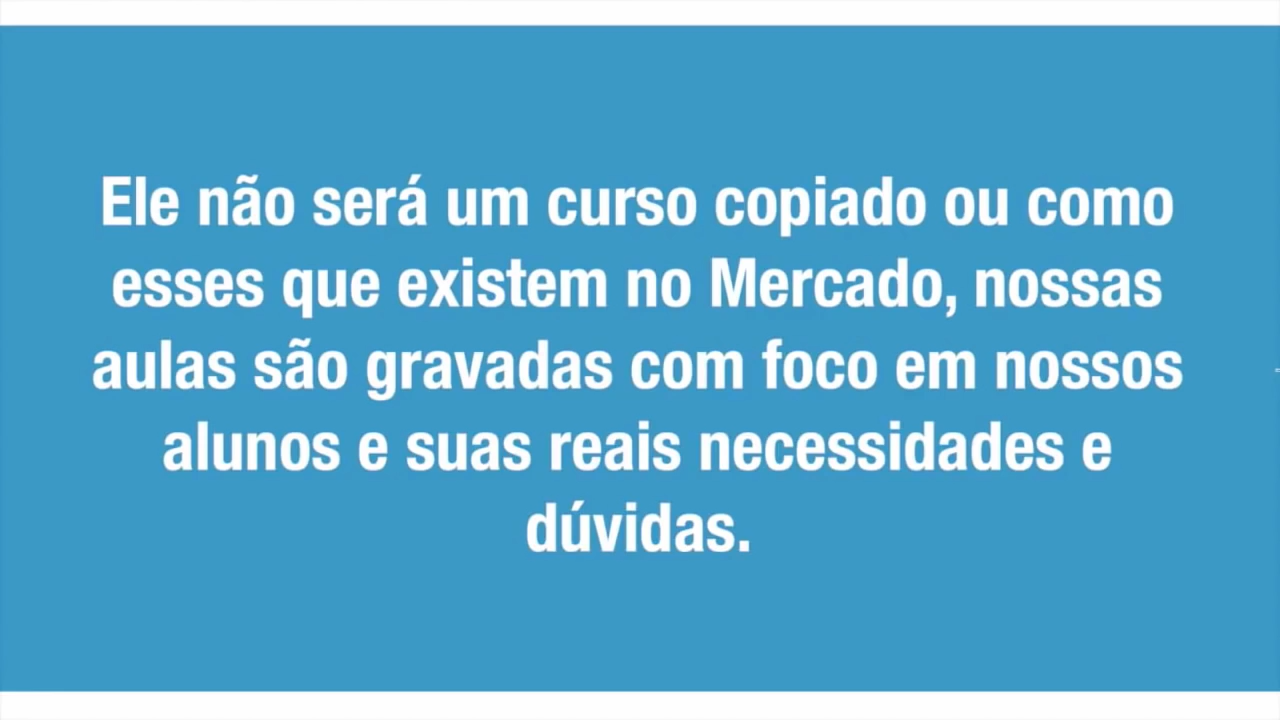 Ele não será um curso copiado ou como
esses que existem no Mercado, nossas
aulas são gravadas com foco em nossos
alunos e suas reais necessidades e
dúvidas.